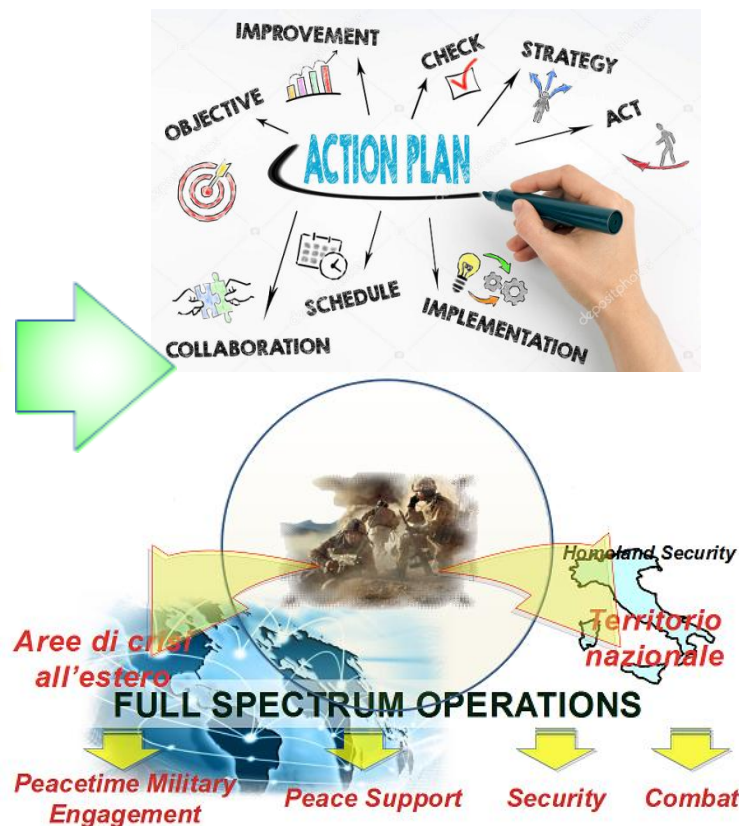 IMPROVEMENT
CHECK
STRATEGY
OBJECTIVE
ACT
ACTION PLAN
SCHEDULE
IMPLEMENTATION
COLLABORATION
depositphotos
Homeland Security
Aree di crisi
all’estero
Territorio
nazionale
FULL SPECTRUM OPERATIONS
Peacetime Military
Engagement
Peace Support
Security
Combat